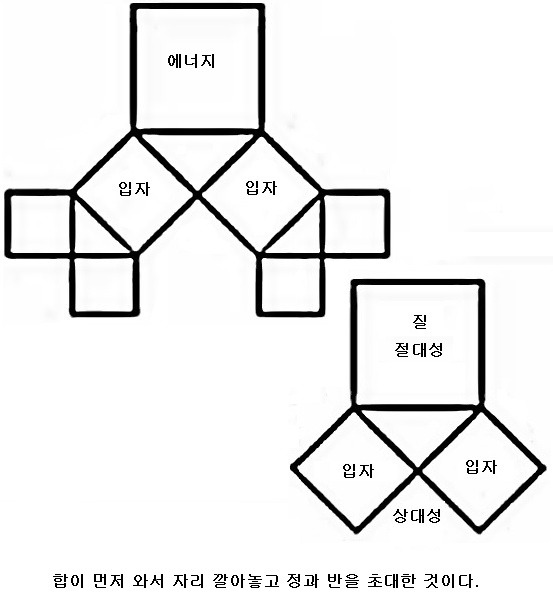 에너지
입자
입자
질
절대성
입자
입자
상대성
합이 먼저 와서 자리 깔아놓고 정과 반을 초대한 것이다.